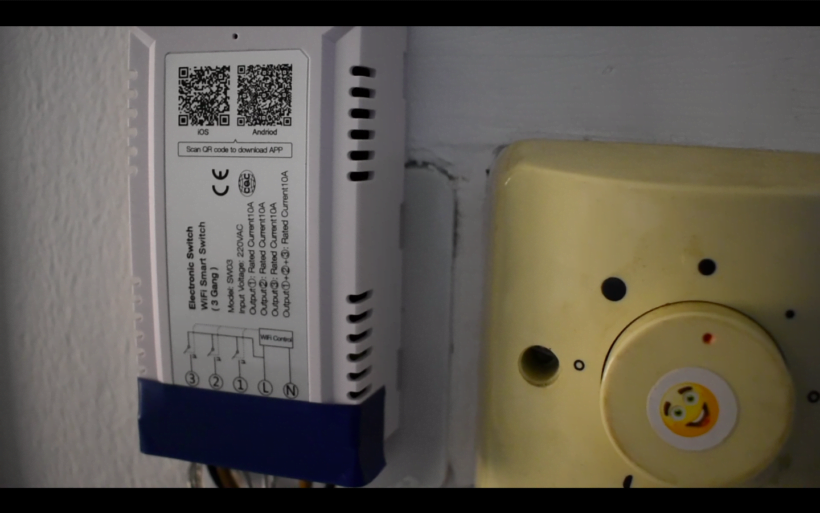 iOS
Andriod
Scan QR code to download APP
CE
CQC
Electronic Switch
WiFi Smart Switch
( 3 Gang )
Model: SW03
Input Voltage: 220VAC
Output①: Rated Current10A
Output②: Rated Current10A
Output③: Rated Current10A
Output①+②+③: Rated Current10A
WiFi Control
③ ② ① Ⓛ Ⓝ